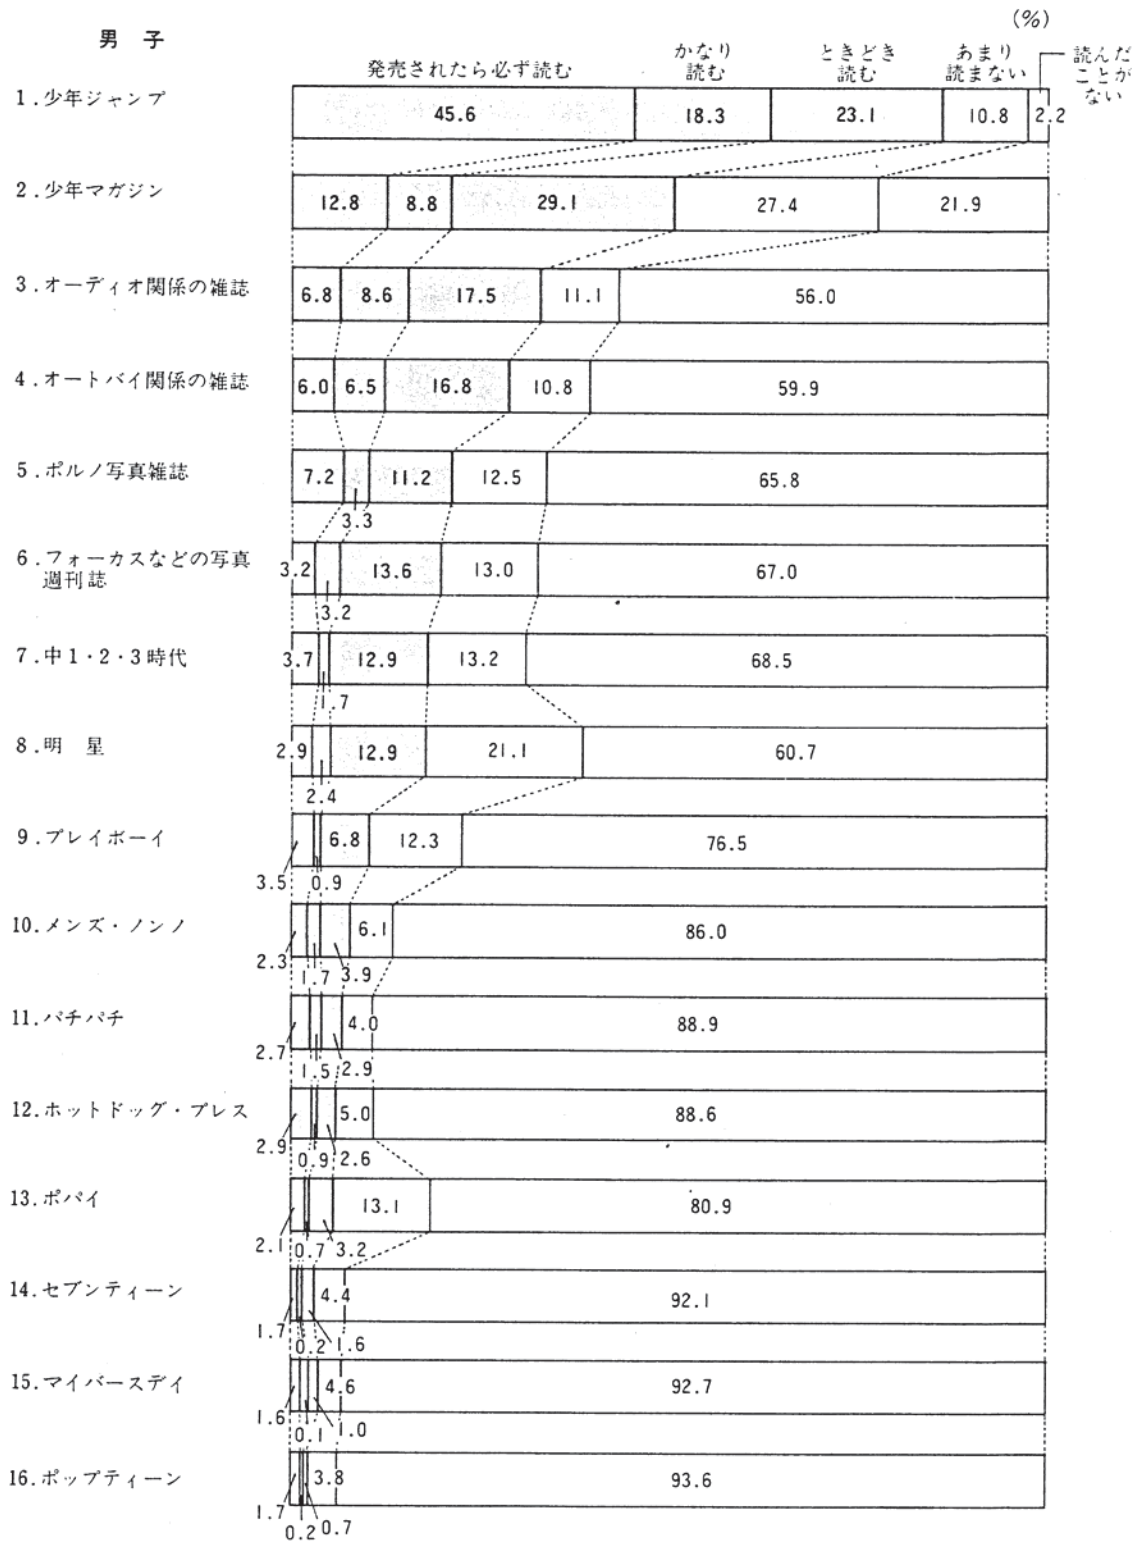 (%)
男 子
発売されたら必ず読む
かなり
読む
ときどき
読む
あまり
読まない
読んだ
ことが
ない
1.少年ジャンプ
45.6 18.3 23.1 10.8 2.2
2.少年マガジン
12.8 8.8 29.1 27.4 21.9
3.オーディオ関係の雑誌
6.8 8.6 17.5 11.1 56.0
4.オートバイ関係の雑誌
6.0 6.5 16.8 10.8 59.9
5.ポルノ写真雑誌
7.2 11.2 12.5 65.8
3.3
6.フォーカスなどの写真
週刊誌
3.2 13.6 13.0 67.0
3.2
7.中1・2・3時代
3.7 12.9 13.2 68.5
1.7
8.明 星
2.9 12.9 21.1 60.7
2.4
9.プレイボーイ
6.8 12.3 76.5
3.5 0.9
10.メンズ・ノンノ
6.1 86.0
2.3 1.7 3.9
11.パチパチ
4.0 88.9
2.7 1.5 2.9
12.ホットドッグ・プレス
5.0 88.6
2.9 0.9 2.6
13.ポパイ
13.1 80.9
2.1 0.7 3.2
14.セブンティーン
4.4 92.1
1.7 0.2 1.6
15.マイバースデイ
4.6 92.7
1.6 0.1 1.0
16.ポップティーン
3.8 93.6
1.7 0.2 0.7